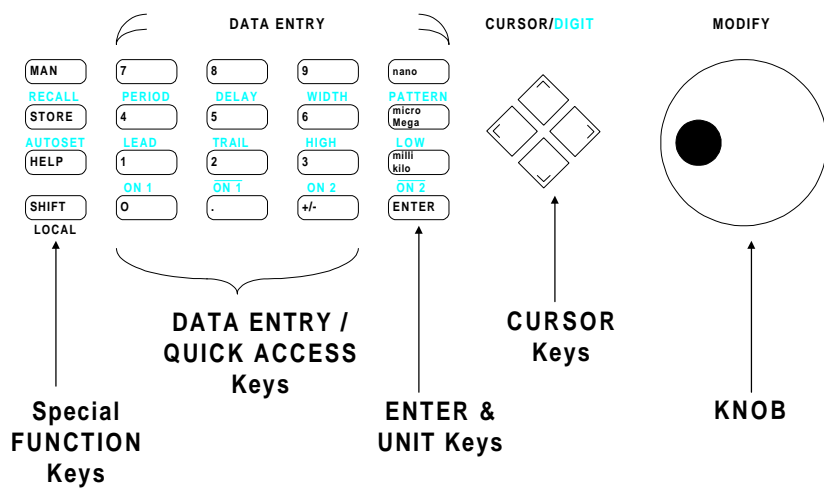 DATA ENTRY CURSOR/DIGIT MODIFY
MAN 7 8 9 nano
RECALL PERIOD DELAY WIDTH PATTERN
STORE 4 5 6 micro
Mega
AUTOSET LEAD TRAIL HIGH LOW
HELP 1 2 3 milli
kilo
ON 1 ON 1 ON 2 ON 2
SHIFT O . +/- ENTER
LOCAL
DATA ENTRY /
QUICK ACCESS
Keys
CURSOR
Keys
Special
FUNCTION
Keys
ENTER &
UNIT Keys
KNOB